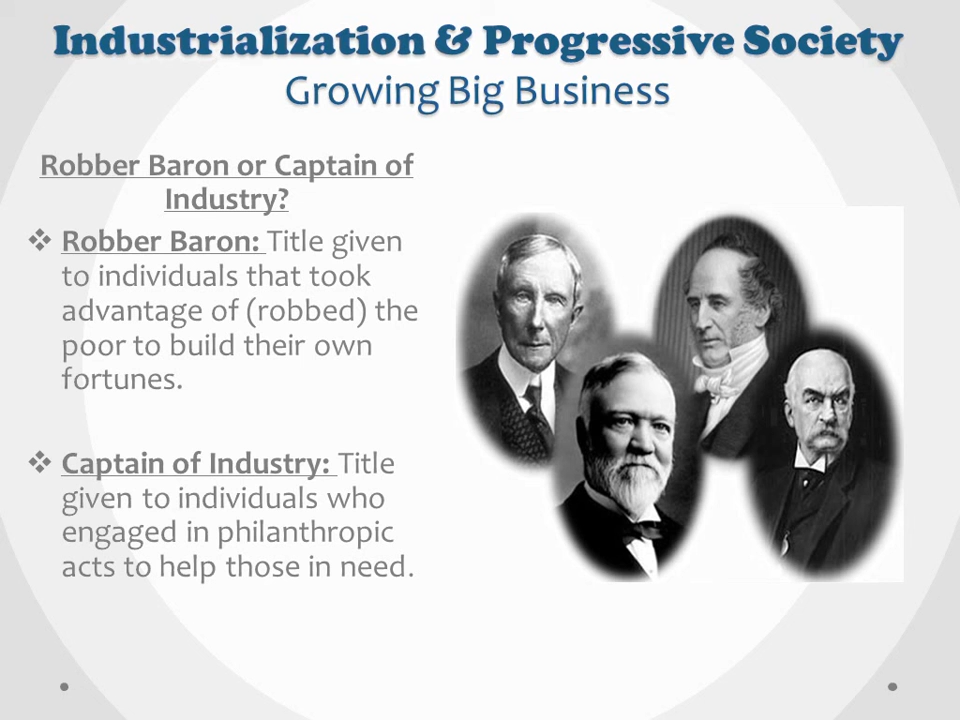 Industrialization & Progressive Society
Growing Big Business
Robber Baron or Captain of
Industry?
❖ Robber Baron: Title given
to individuals that took
advantage of (robbed) the
poor to build their own
fortunes.
❖ Captain of Industry: Title
given to individuals who
engaged in philanthropic
acts to help those in need.